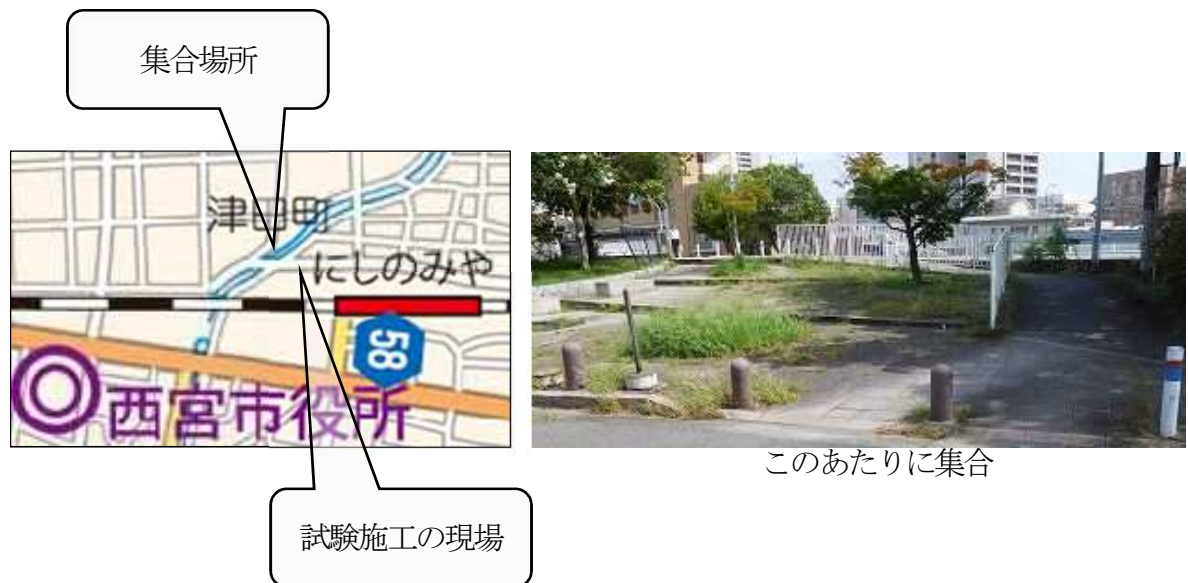 集合場所
津田町
にしのみや
58
西宮市役所
このあたりに集合
試験施工の現場